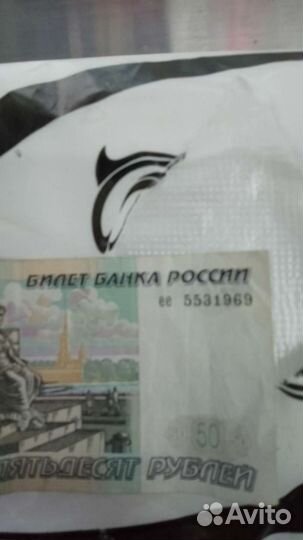 БИЛЕТ БАНКА РОССИИ
ее 5531969
50
ПЯТЬДЕСЯТ РУБЛЕЙ
Avito